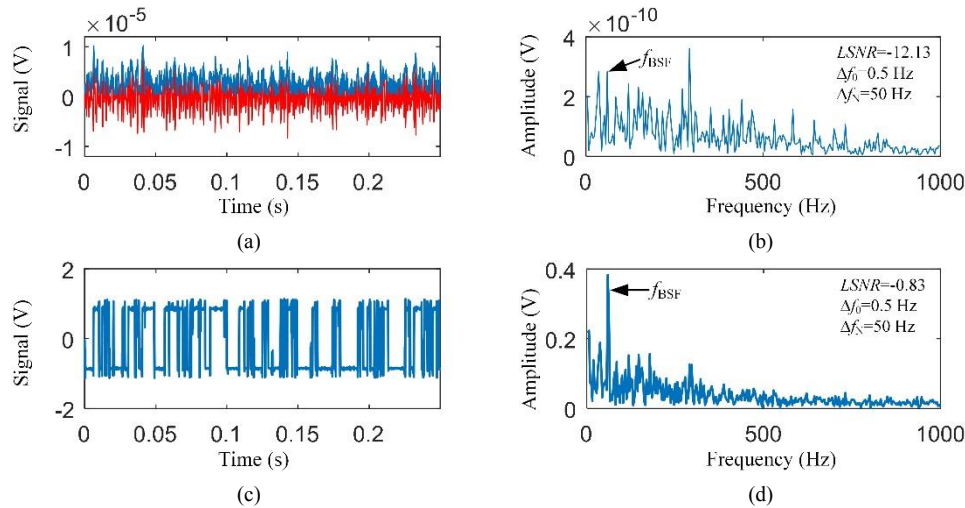 × 10^-5
Signal (V)
1
0
-1
0 0.05 0.1 0.15 0.2
Time (s)
(a)
× 10^-10
Amplitude (V)
4
2
0
f_BSF
LSNR=-12.13
Δf_0=0.5 Hz
Δf_N=50 Hz
0 500 1000
Frequency (Hz)
(b)
Signal (V)
2
0
-2
0 0.05 0.1 0.15 0.2
Time (s)
(c)
Amplitude (V)
0.4
0.2
0
f_BSF
LSNR=-0.83
Δf_0=0.5 Hz
Δf_N=50 Hz
0 500 1000
Frequency (Hz)
(d)